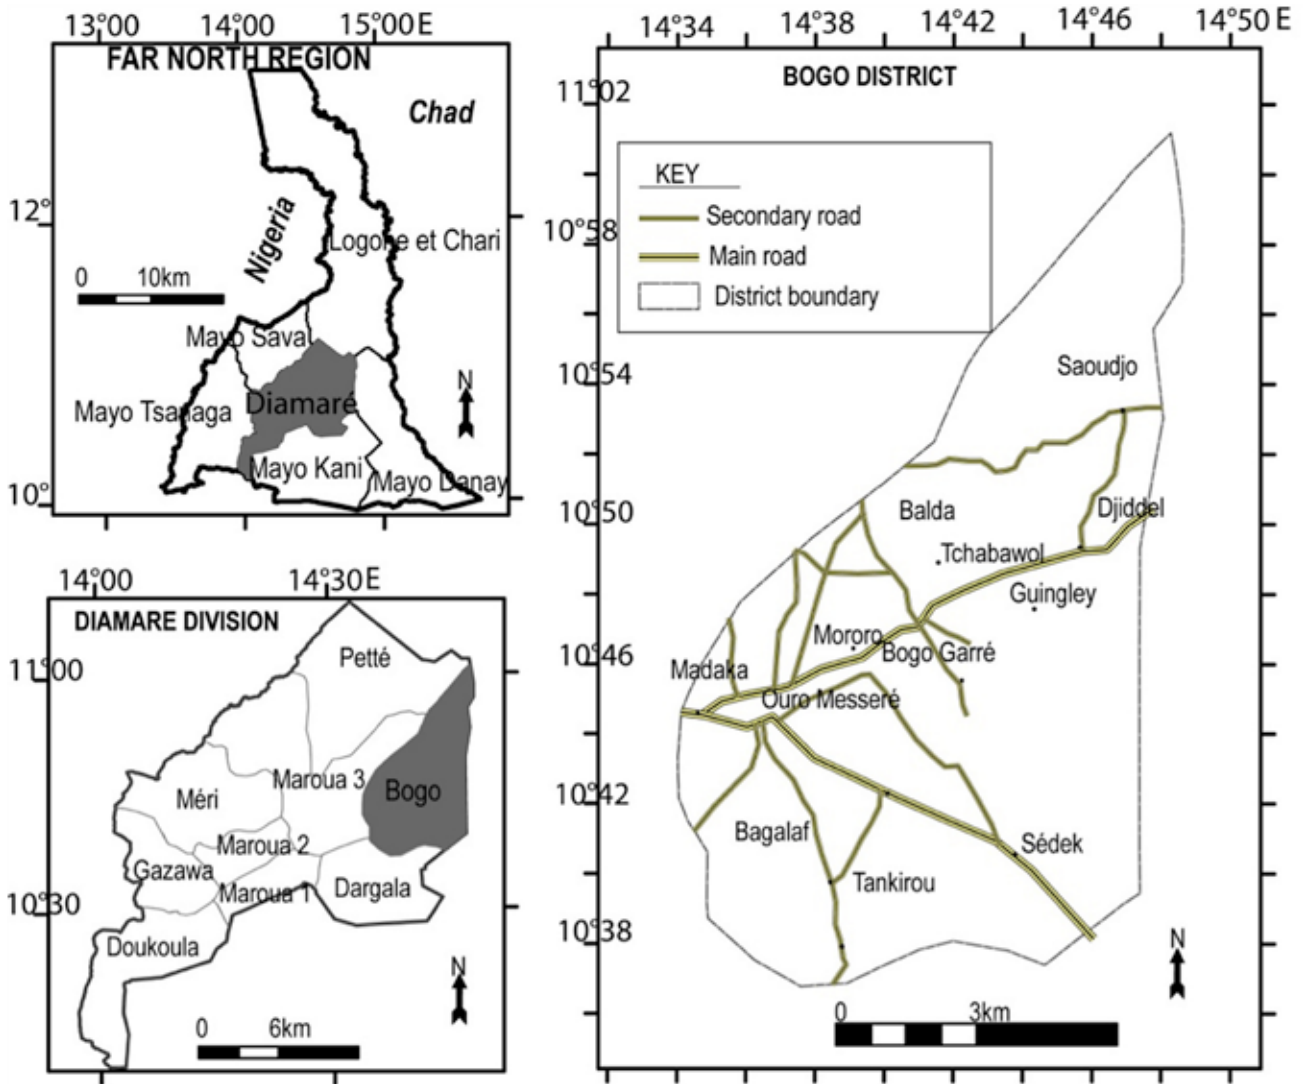 13°00 14°00 15°00E
FAR NORTH REGION
Chad
12°
Nigeria
Logone et Chari
0 10km
Mayo Sava
N
Diamaré
Mayo Tsanaga
Mayo Kani
Mayo Danay
10°
14°00 14°30E
DIAMARE DIVISION
Petté
11°00
Maroua 3
Méri
Bogo
Maroua 2
Gazawa
Maroua 1
Dargala
10°30
Doukoula
N
0 6km
14°34 14°38 14°42 14°46 14°50 E
BOGO DISTRICT
11°02
KEY
Secondary road
10°58
Main road
District boundary
Saoudjo
10°54
Balda
Djiddel
10°50
Tchabawol
Guingley
Mororo
Bogo Garré
10°46
Madaka
Ouro Messeré
10°42
Bagalaf
Sédek
Tankirou
10°38
N
0 3km